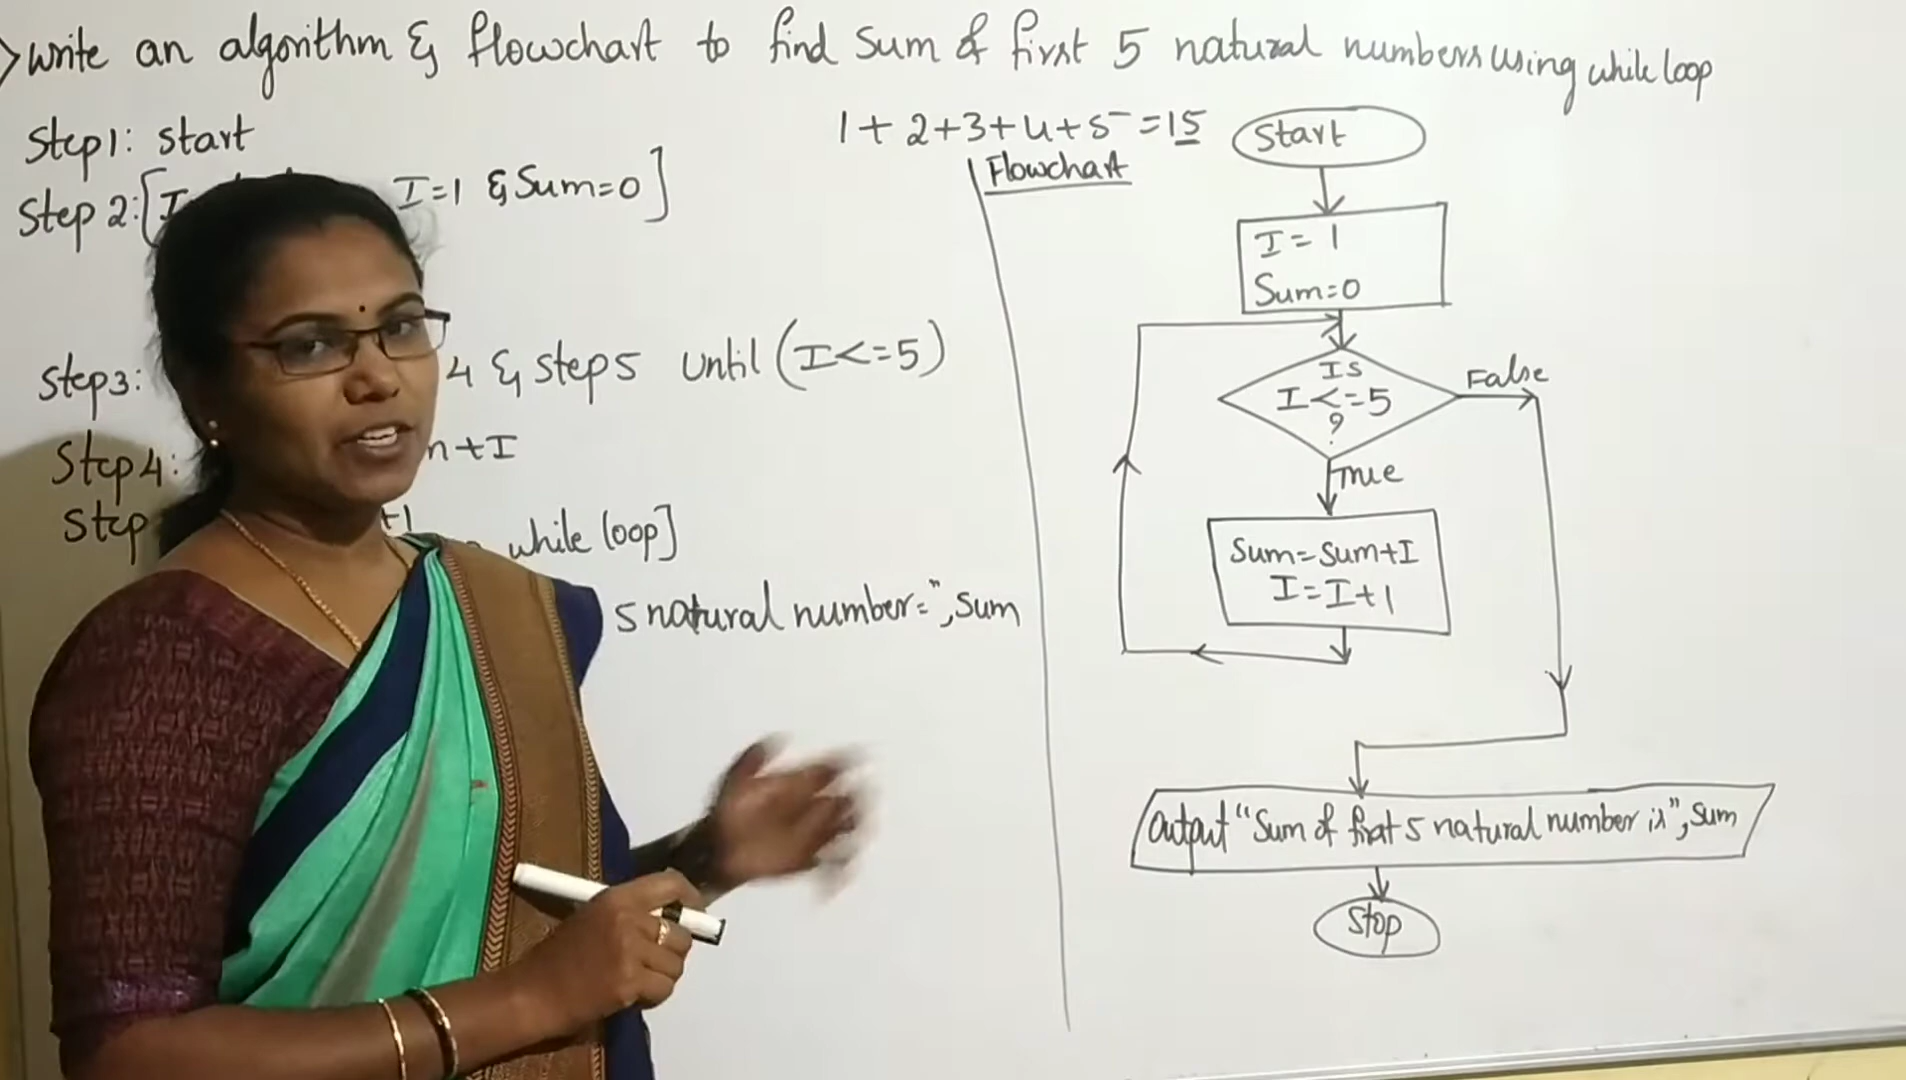 write an algorithm & flowchart to find sum of first 5 natural numbers using while loop
1+2+3+4+5=15
Step1: start
Step 2:[I I=1 & Sum=0]
Step3: 4 & step5 until (I<=5)
Step4: +I
Step +1
while loop]
5 natural number=",sum
Flowchart
Start
I=1
Sum=0
Is
I<=5
?
False
True
Sum=Sum+I
I=I+1
output "Sum of first 5 natural number is",sum
Stop